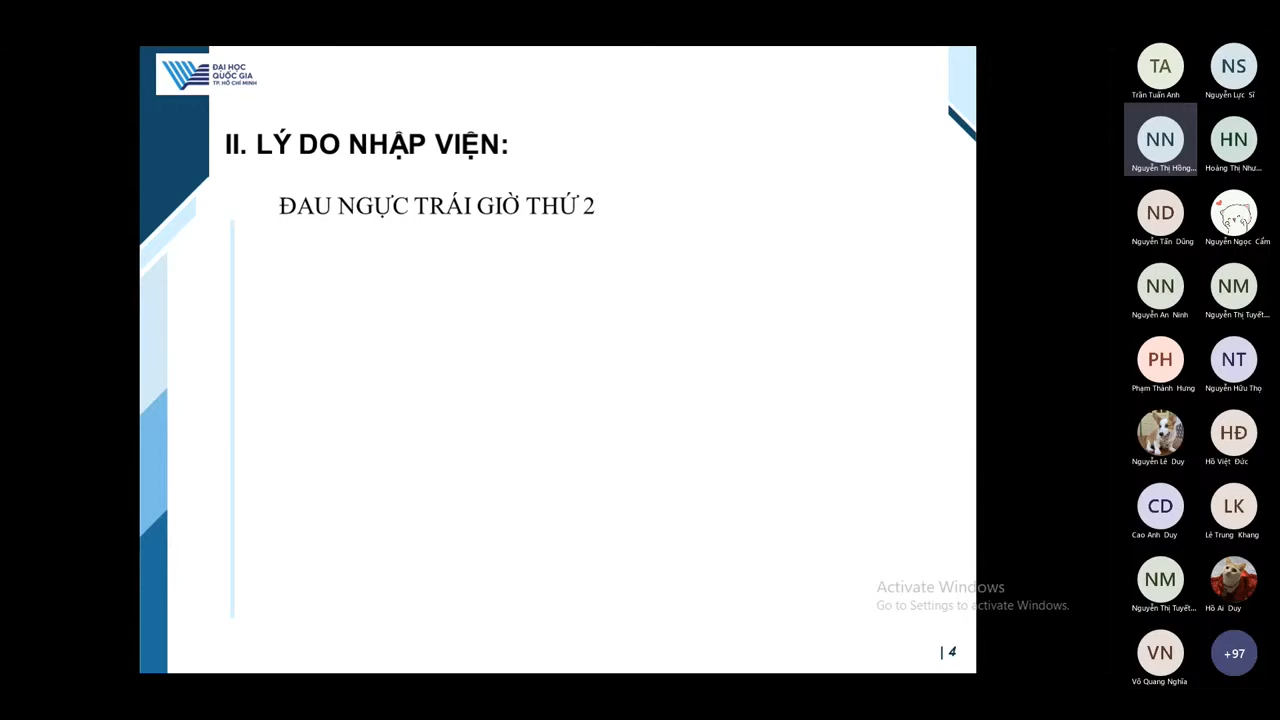 ĐẠI HỌC
QUỐC GIA
TP. HỒ CHÍ MINH
II. LÝ DO NHẬP VIỆN:
ĐAU NGỰC TRÁI GIỜ THỨ 2
Activate Windows
Go to Settings to activate Windows.
| 4
TA
Trần Tuấn Anh
NS
Nguyễn Lực Sĩ
NN
Nguyễn Thị Hồng...
HN
Hoàng Thị Như...
ND
Nguyễn Tấn Dũng
Nguyễn Ngọc Cẩm
NN
Nguyễn An Ninh
NM
Nguyễn Thị Tuyết...
PH
Phạm Thành Hưng
NT
Nguyễn Hữu Thọ
Nguyễn Lê Duy
HĐ
Hồ Việt Đức
CD
Cao Anh Duy
LK
Lê Trung Khang
NM
Nguyễn Thị Tuyết...
Hồ Ái Duy
VN
Võ Quang Nghĩa
+97